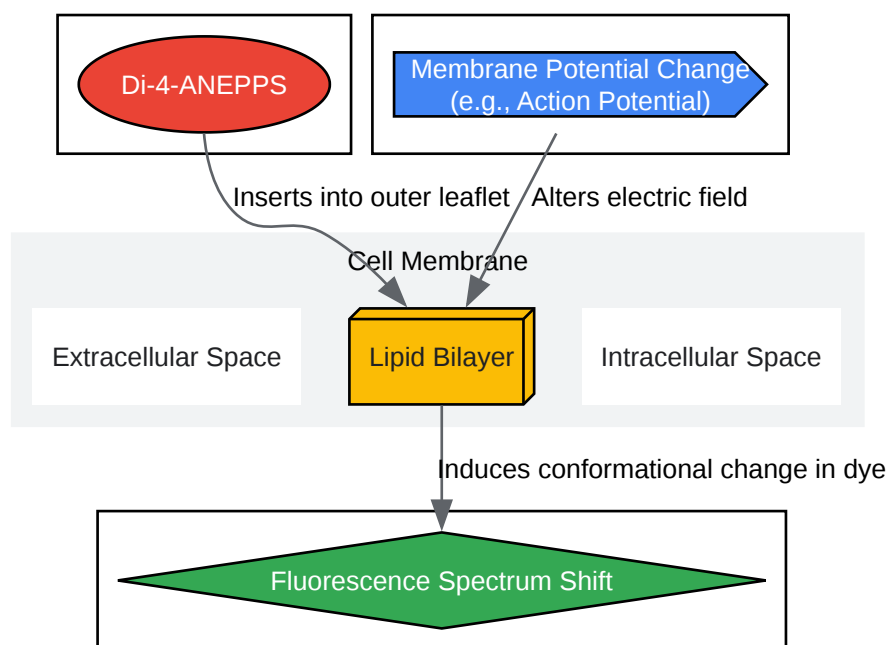 Di-4-ANEPPS
Membrane Potential Change
(e.g., Action Potential)
Inserts into outer leaflet
Alters electric field
Cell Membrane
Extracellular Space
Lipid Bilayer
Intracellular Space
Induces conformational change in dye
Fluorescence Spectrum Shift